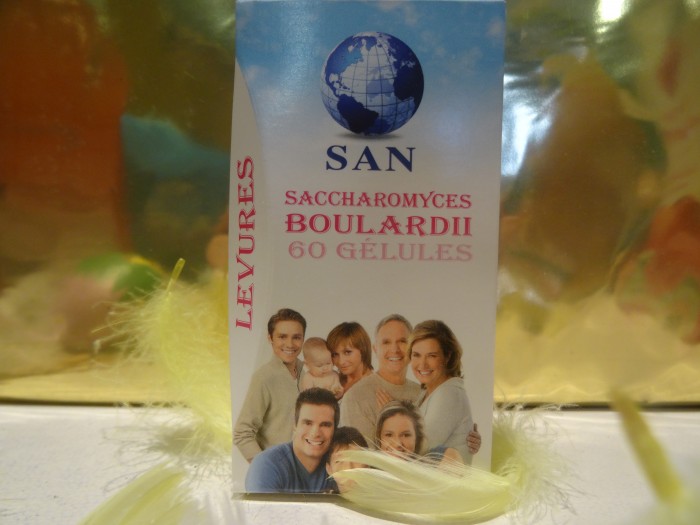 SAN
SACCHAROMYCES
BOULARDII
60 GÉLULES
LEVURES